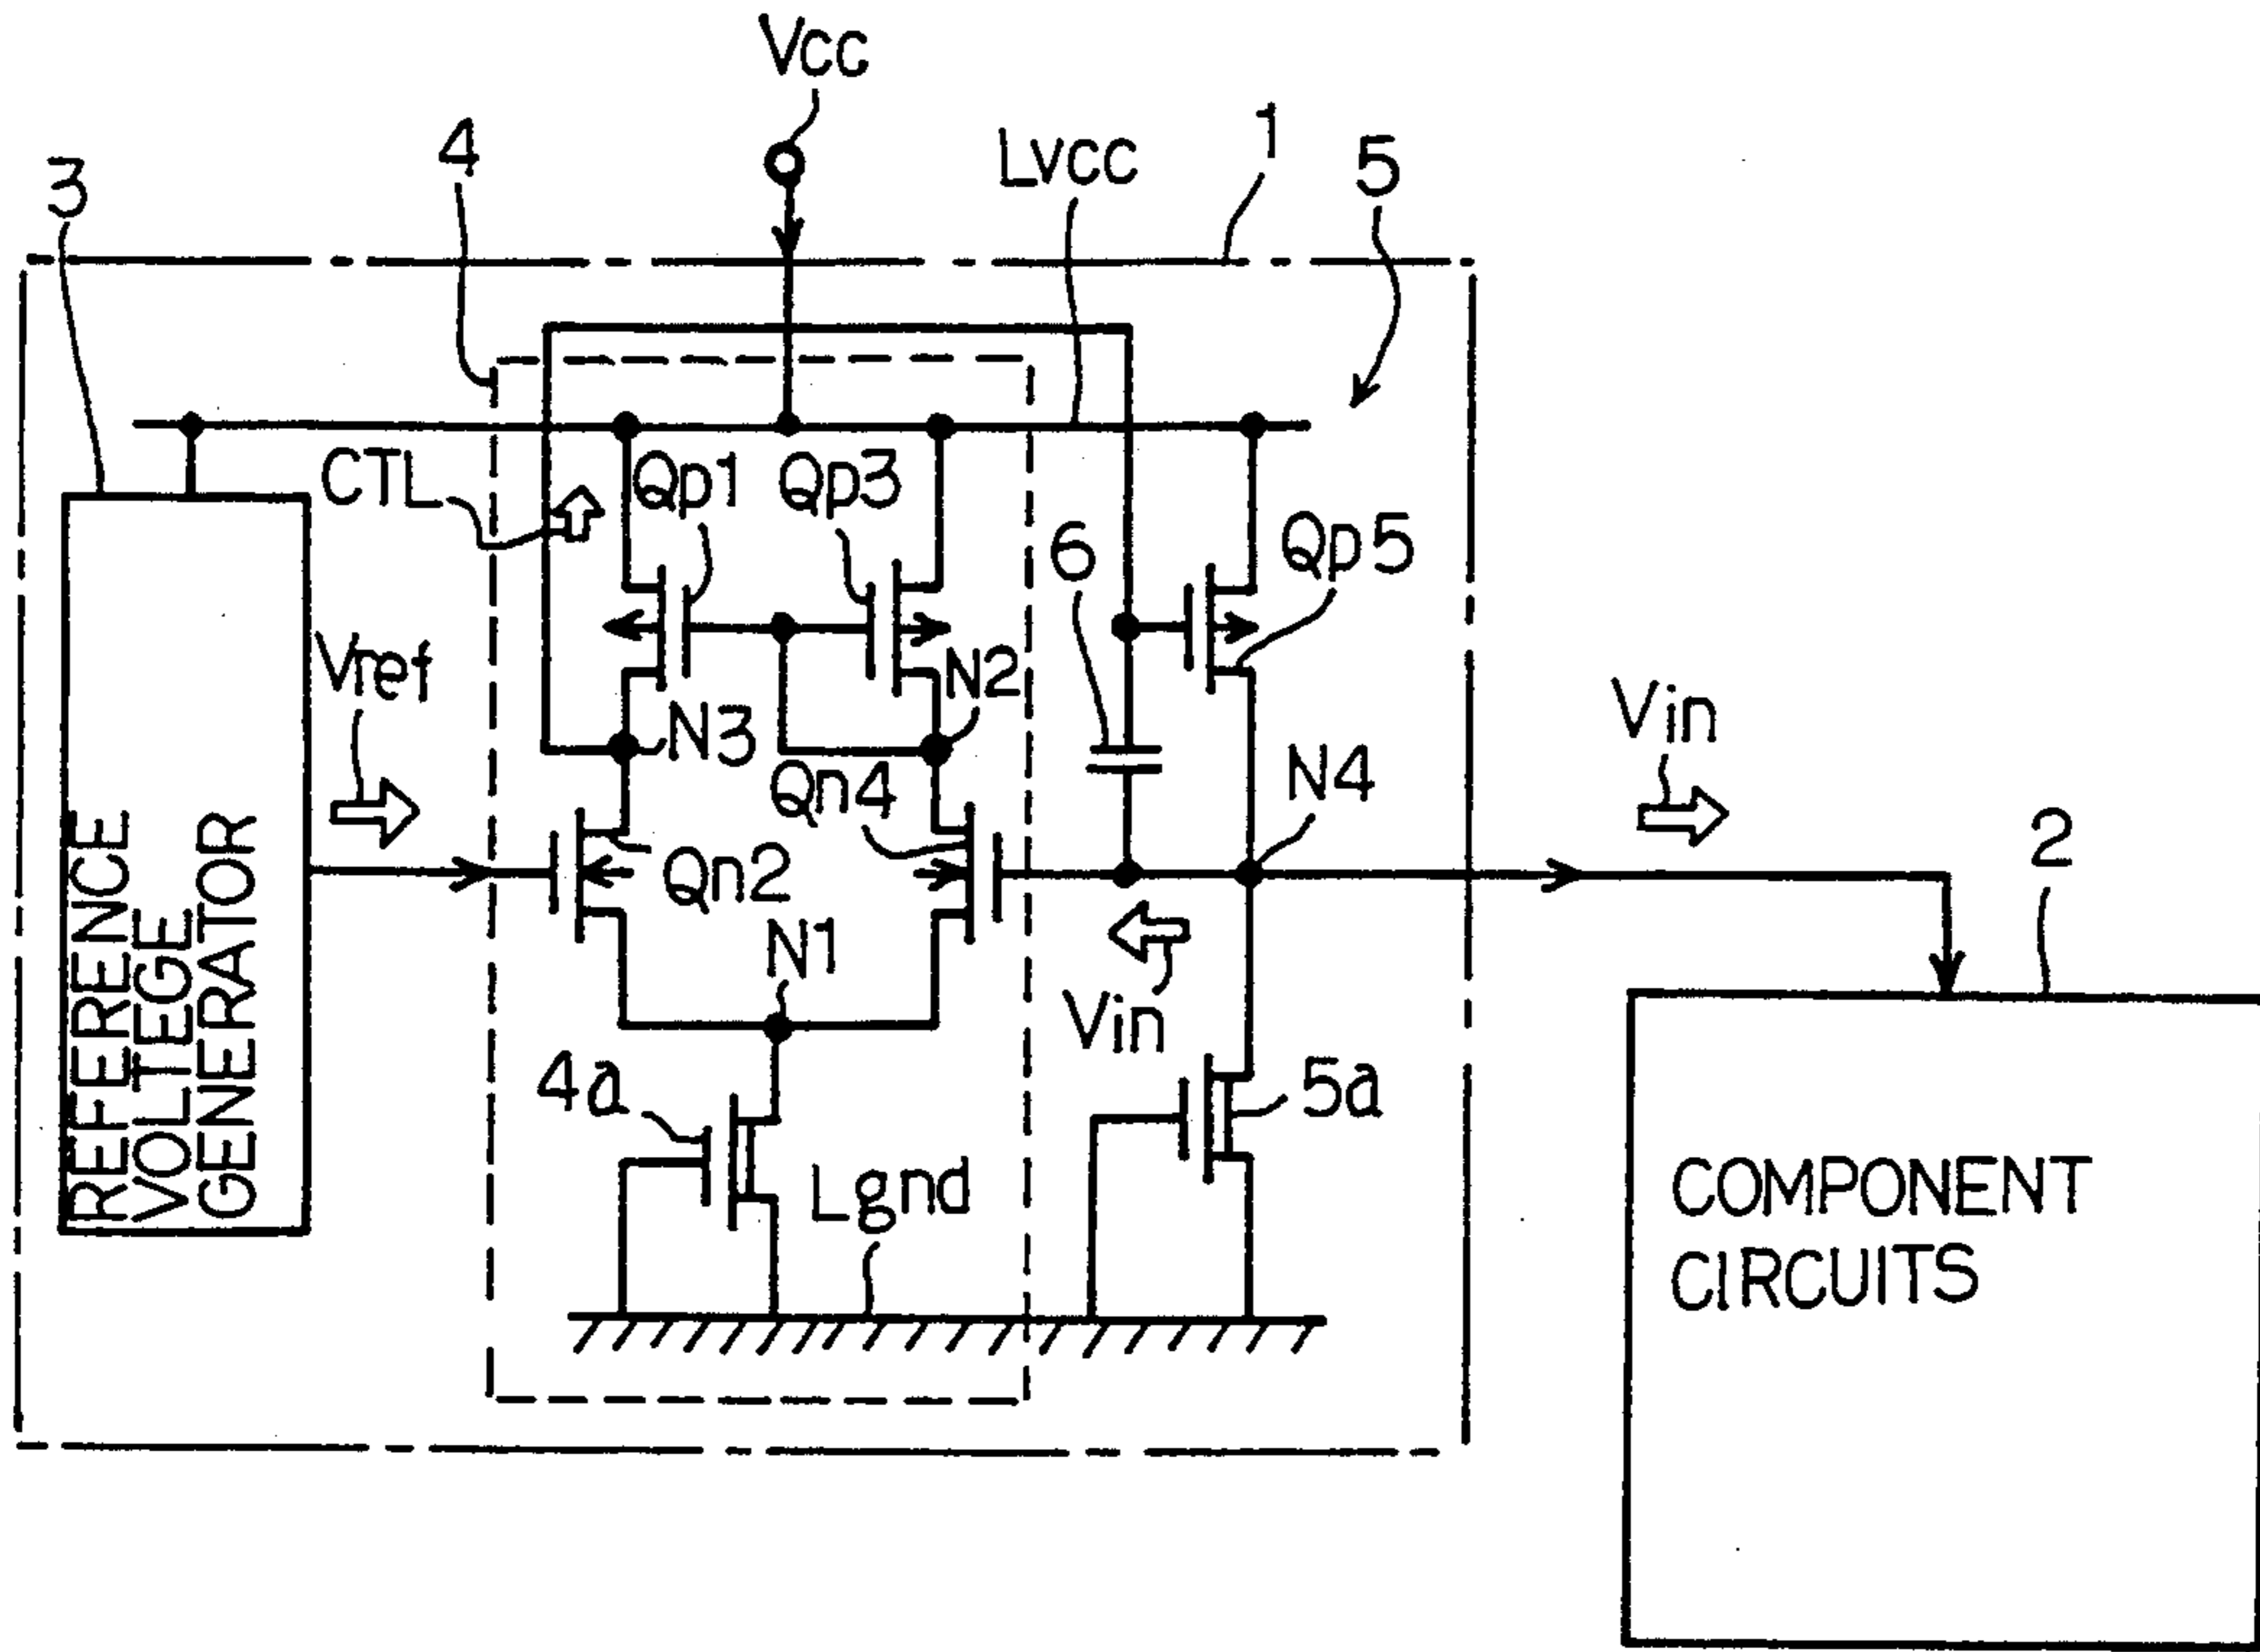 Vcc
4
Lvcc
1
5
3
CTL
Qp1
Qp3
6
Qp5
Vref
N2
N3
Vin
Qn4
N4
2
Qn2
N1
Vin
REFERENCE
VOLTEGE
GENERATOR
4a
5a
Lgnd
COMPONENT
CIRCUITS